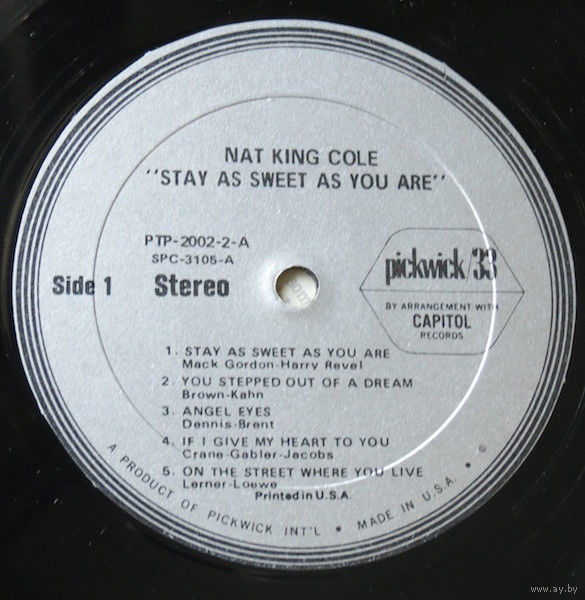 NAT KING COLE
"STAY AS SWEET AS YOU ARE"
PTP-2002-2-A
SPC-3105-A
Side 1 Stereo
pickwick/33
BY ARRANGEMENT WITH
CAPITOL
RECORDS
1. STAY AS SWEET AS YOU ARE
Mack Gordon-Harry Revel
2. YOU STEPPED OUT OF A DREAM
Brown-Kahn
3. ANGEL EYES
Dennis-Brent
4. IF I GIVE MY HEART TO YOU
Crane-Gabler-Jacobs
5. ON THE STREET WHERE YOU LIVE
Lerner-Loewe
Printed in U.S.A.
A PRODUCT OF PICKWICK INT'L • MADE IN U.S.A. • ©
www.ay.by